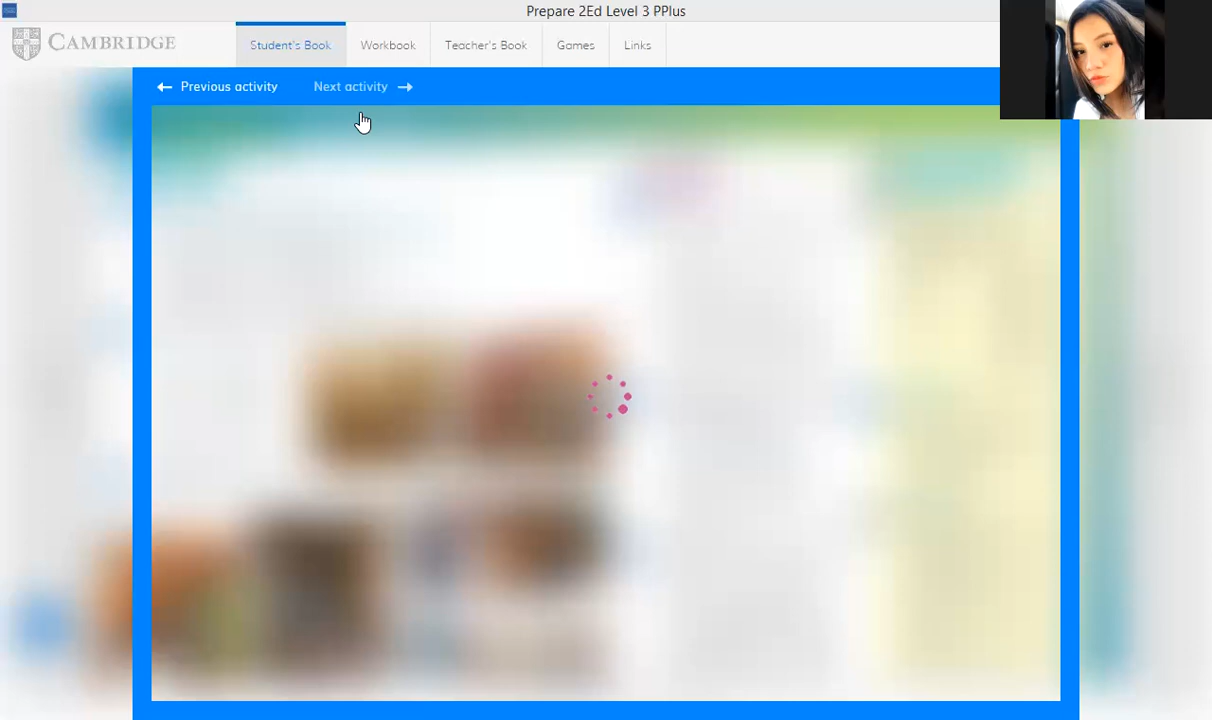 Prepare 2Ed Level 3 PPlus
CAMBRIDGE
Student's Book
Workbook
Teacher's Book
Games
Links
Previous activity
Next activity